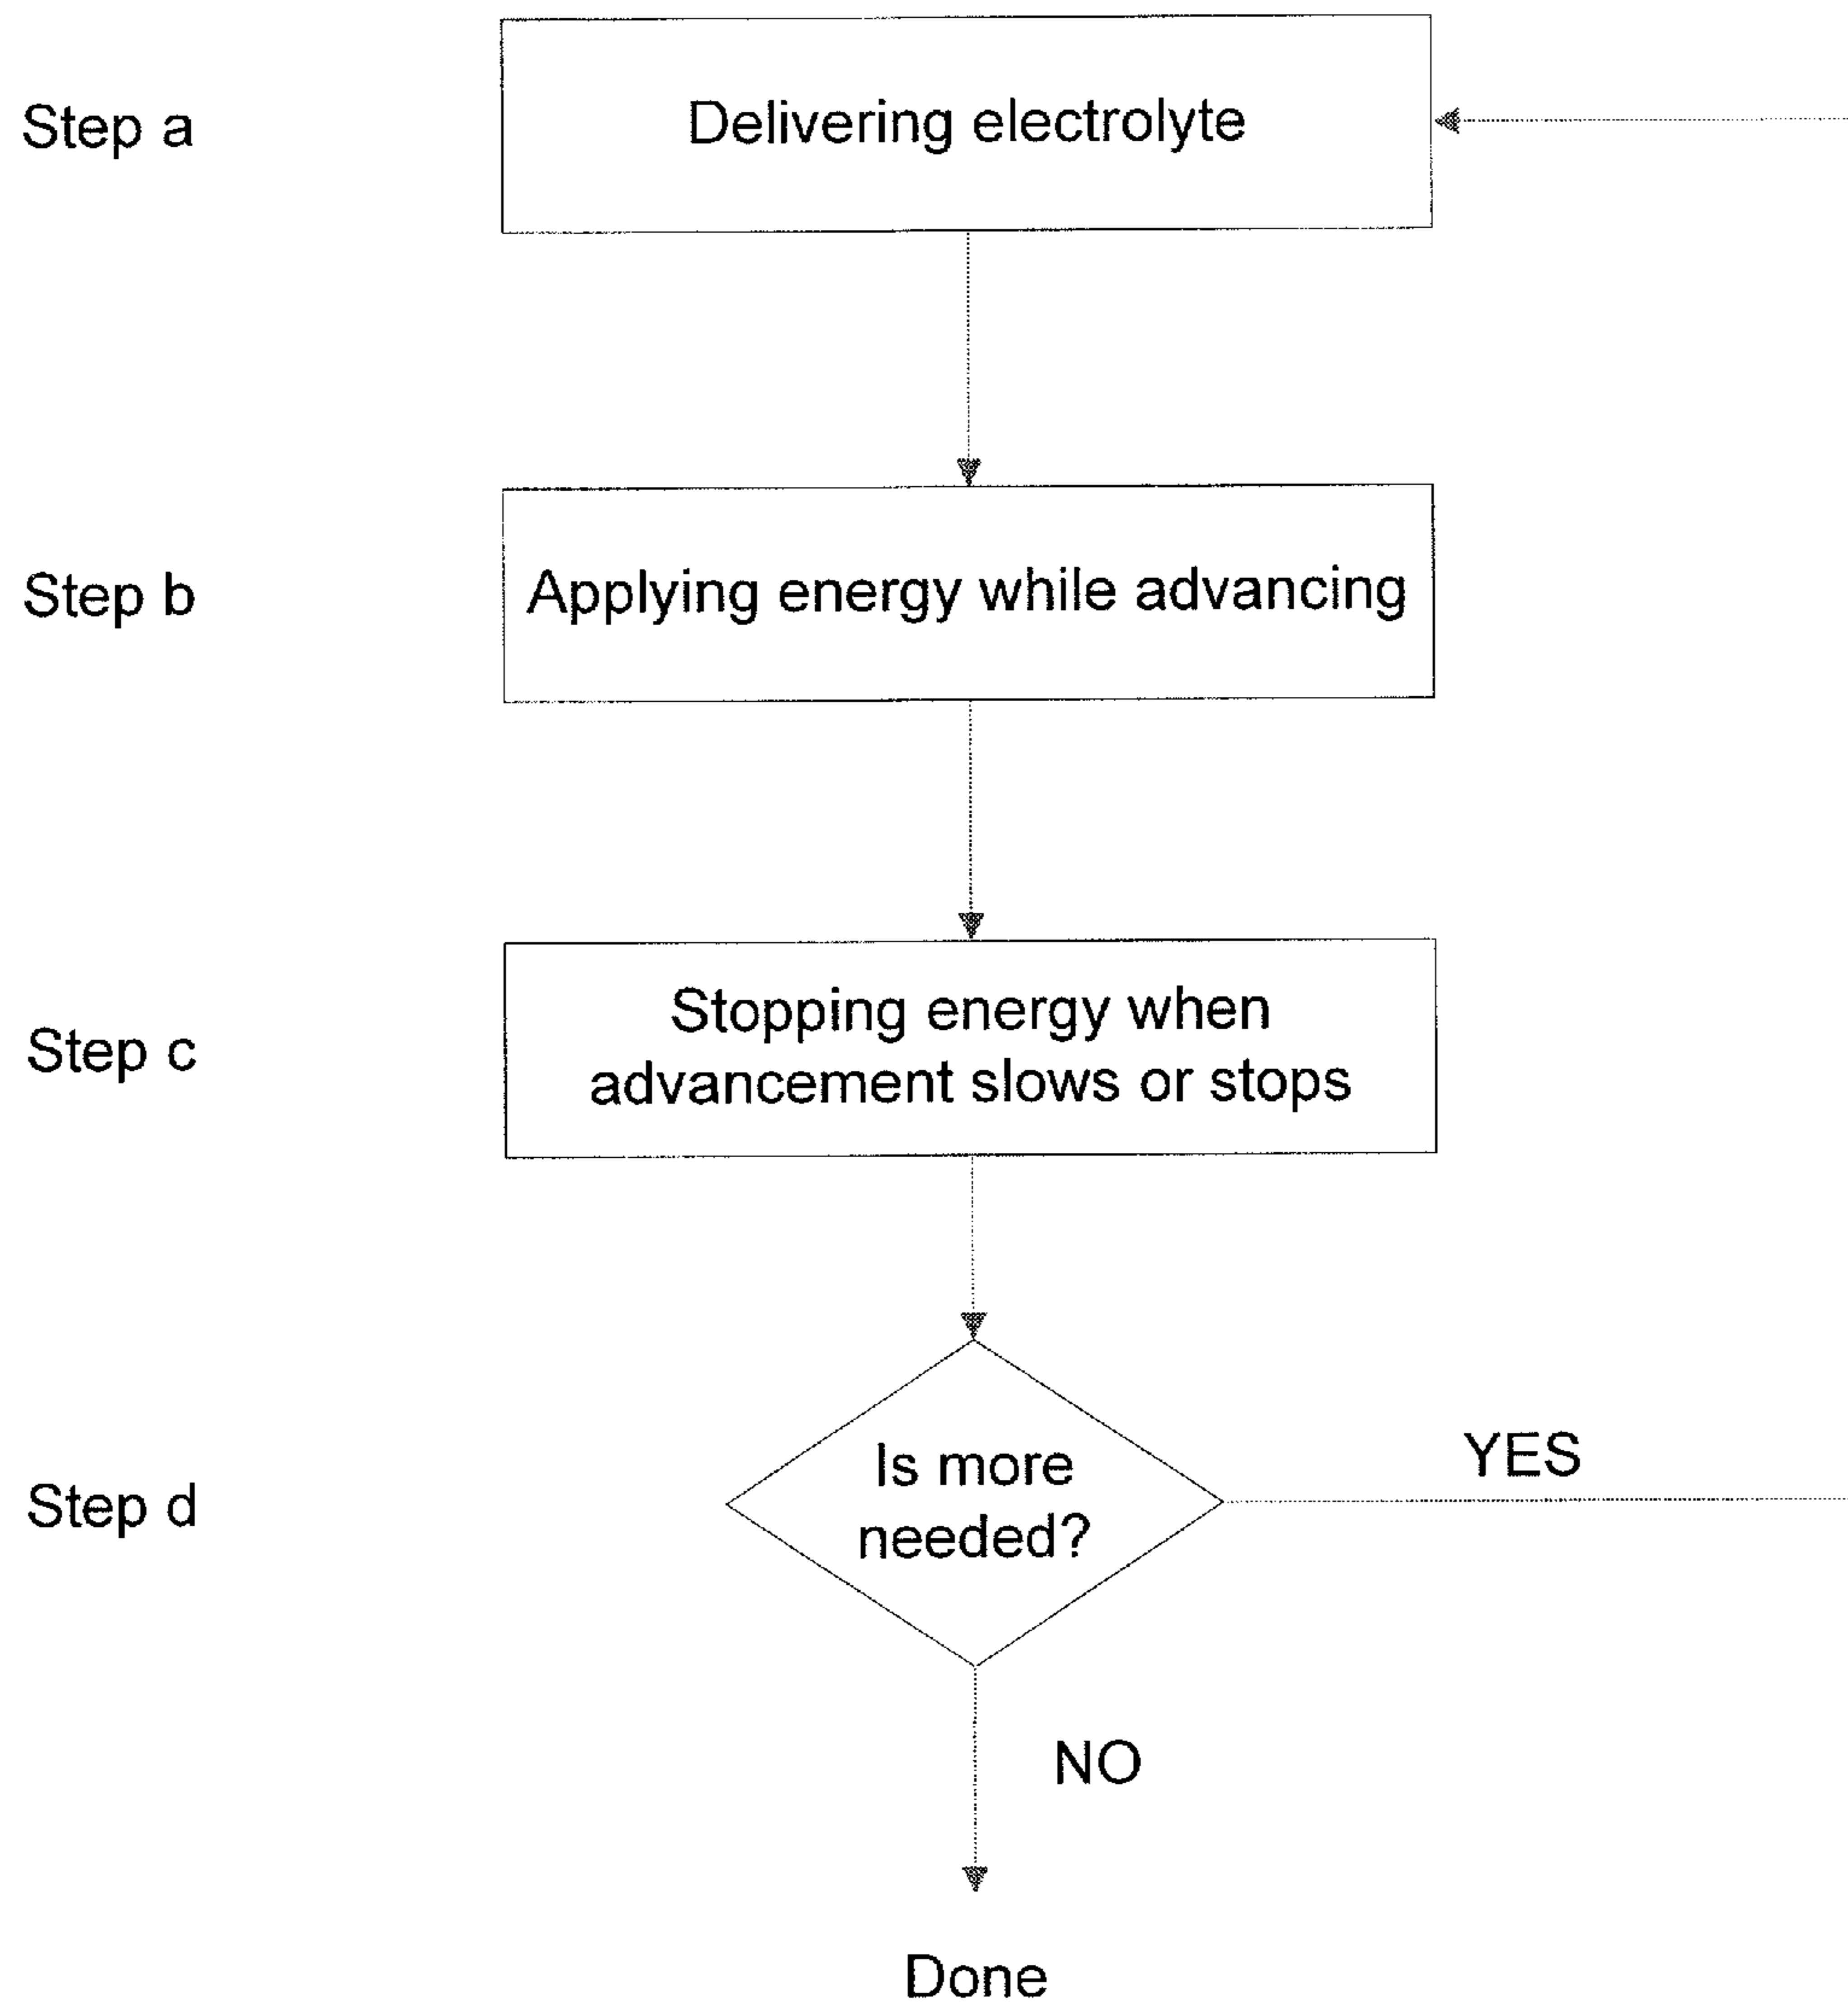 Step a
Delivering electrolyte
Step b
Applying energy while advancing
Step c
Stopping energy when
advancement slows or stops
Step d
Is more
needed?
YES
NO
Done